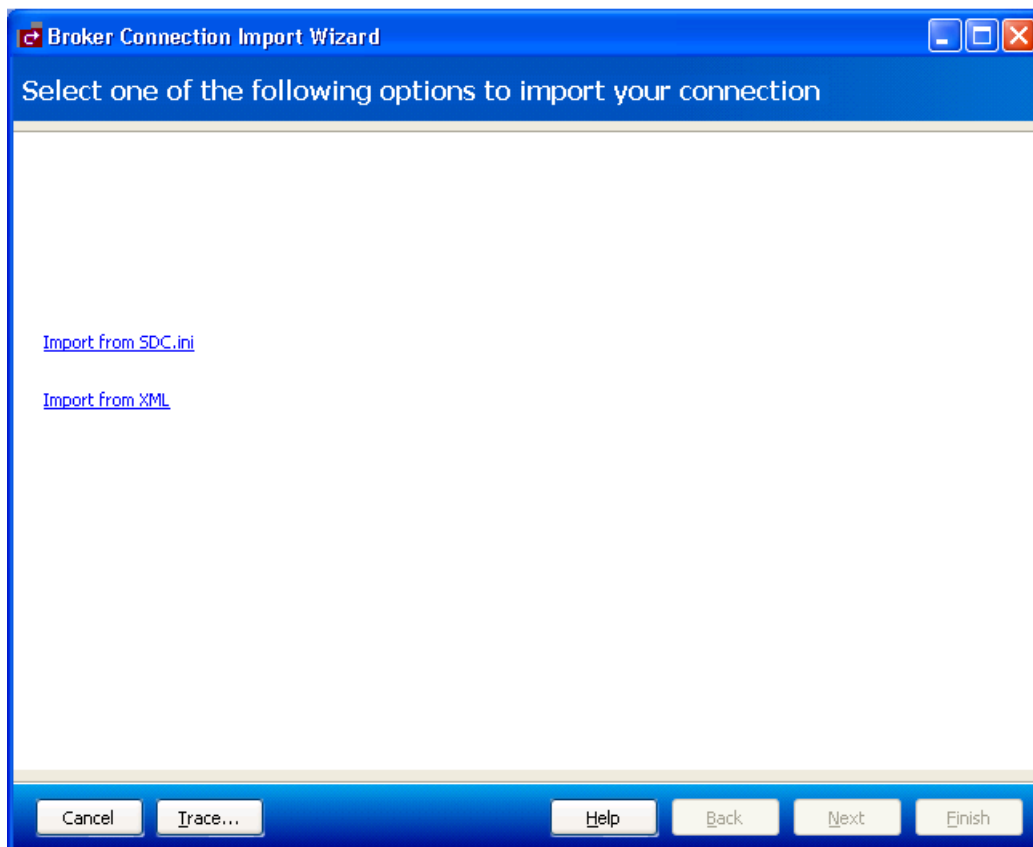 Broker Connection Import Wizard
Select one of the following options to import your connection
Import from SDC.ini
Import from XML
Cancel Trace... Help Back Next Finish